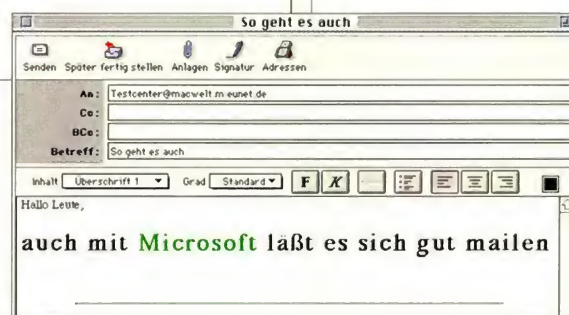 So geht es auch
Senden Später fertig stellen Anlagen Signatur Adressen
An: Testcenter@macwelt.m.eunet.de
Cc:
BCc:
Betreff: So geht es auch
Inhalt Überschrift 1 Grad Standard F K
Hallo Leute,
auch mit Microsoft läßt es sich gut mailen